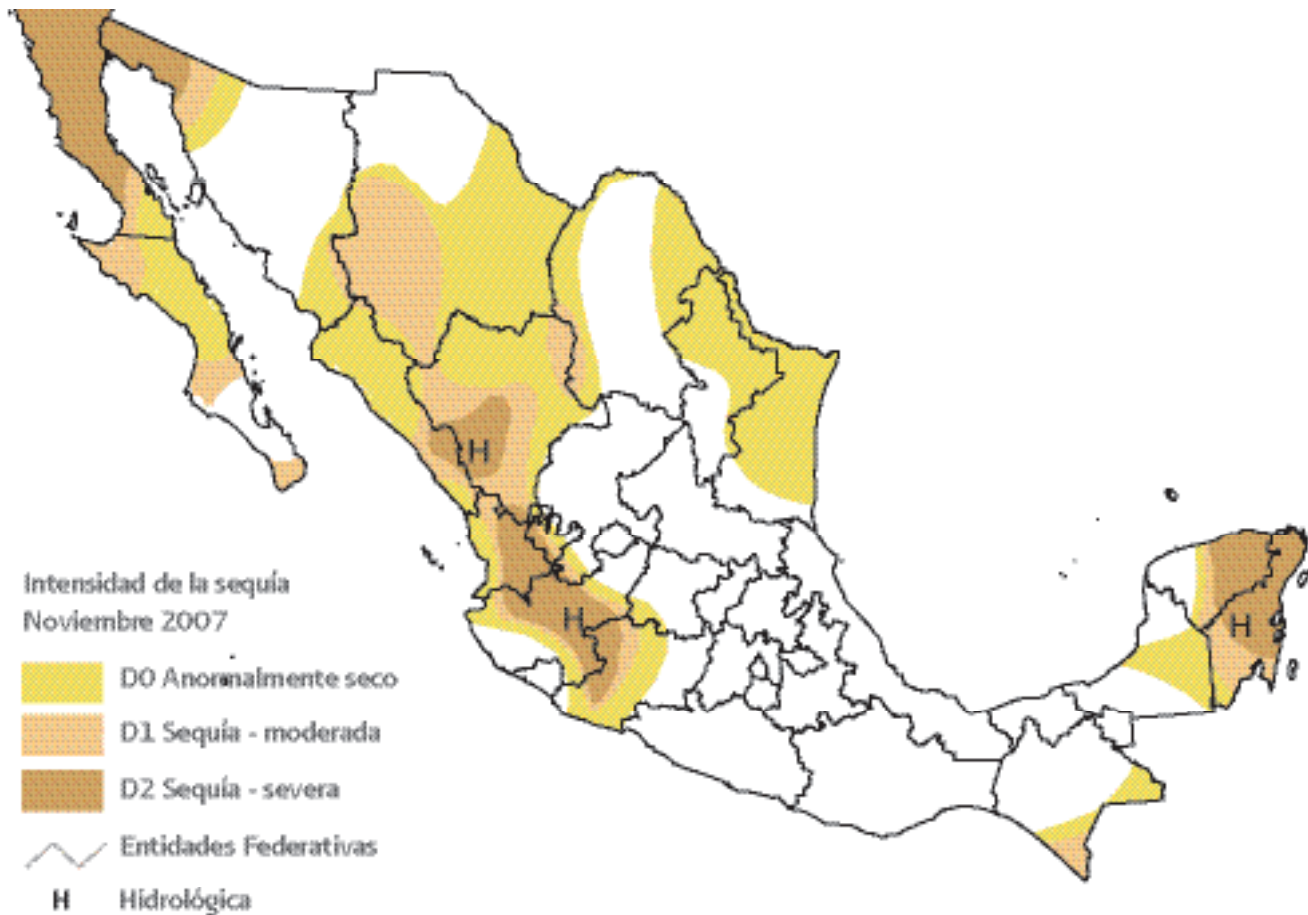 H
H
H
Intensidad de la sequía
Noviembre 2007
D0 Anormalmente seco
D1 Sequía - moderada
D2 Sequía - severa
Entidades Federativas
H Hidrológica